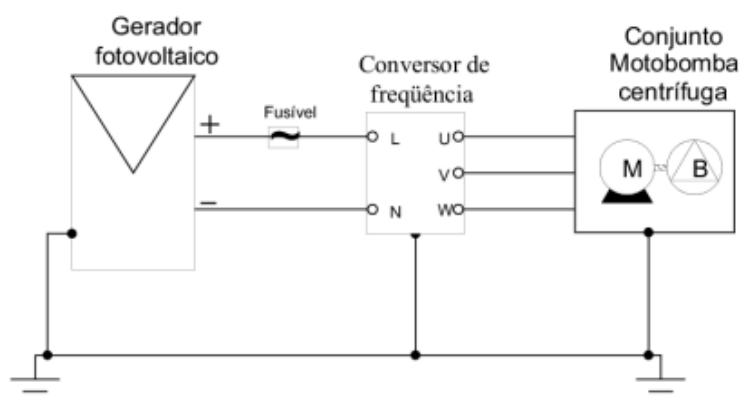 Gerador
fotovoltaico
Conversor de
freqüência
Conjunto
Motobomba
centrífuga
Fusível
+
L
U
V
M
B
−
N
W